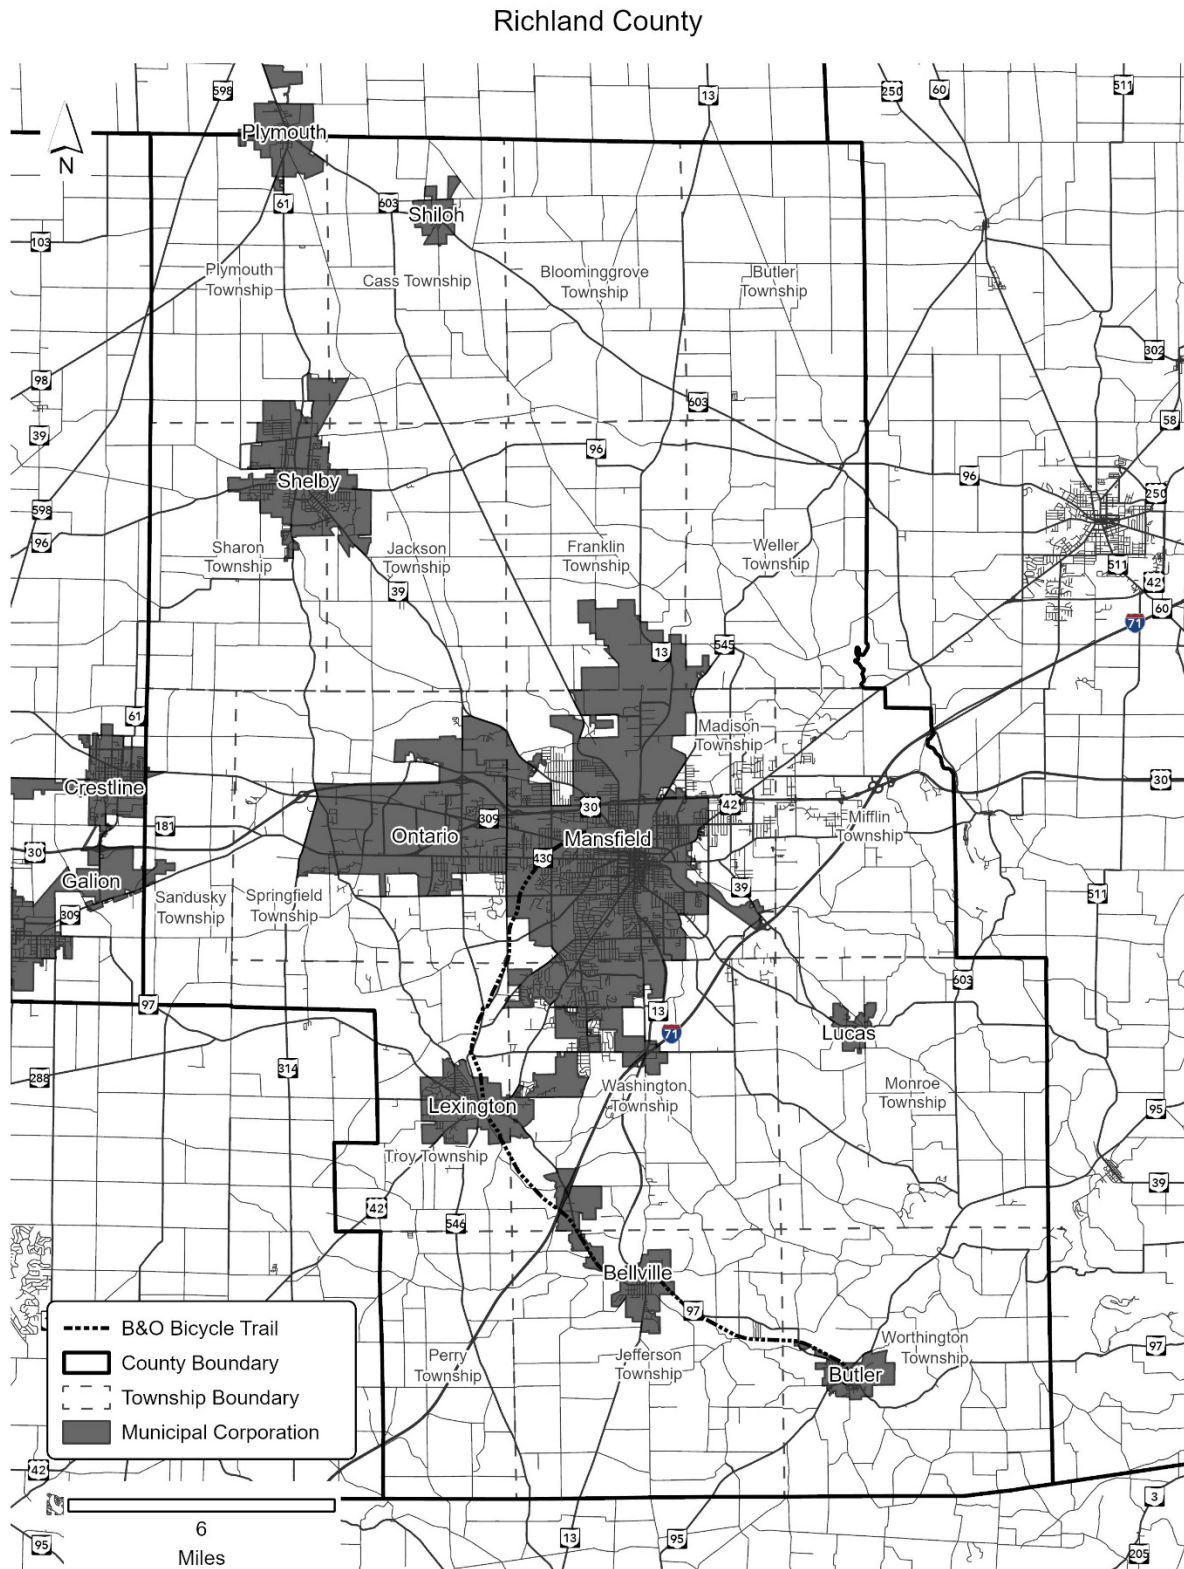 Richland County
598
13
250
60
511
Plymouth
N
61
603
Shiloh
103
Plymouth
Township
Cass Township
Bloominggrove
Township
Butler
Township
302
98
603
58
39
96
96
Shelby
250
598
96
Sharon
Township
Jackson
Township
Franklin
Township
Weller
Township
511
42
39
60
71
13
545
61
Madison
Township
Crestline
30
30
42
309
181
Ontario
Mansfield
Mifflin
Township
30
430
Galion
39
511
Sandusky
Township
Springfield
Township
309
603
97
13
71
Lucas
288
314
Washington
Township
Monroe
Township
Lexington
95
Troy Township
39
42
546
Bellville
97
B&O Bicycle Trail
County Boundary
Township Boundary
Municipal Corporation
Perry
Township
Jefferson
Township
Worthington
Township
97
Butler
42
3
6
Miles
95
13
95
205